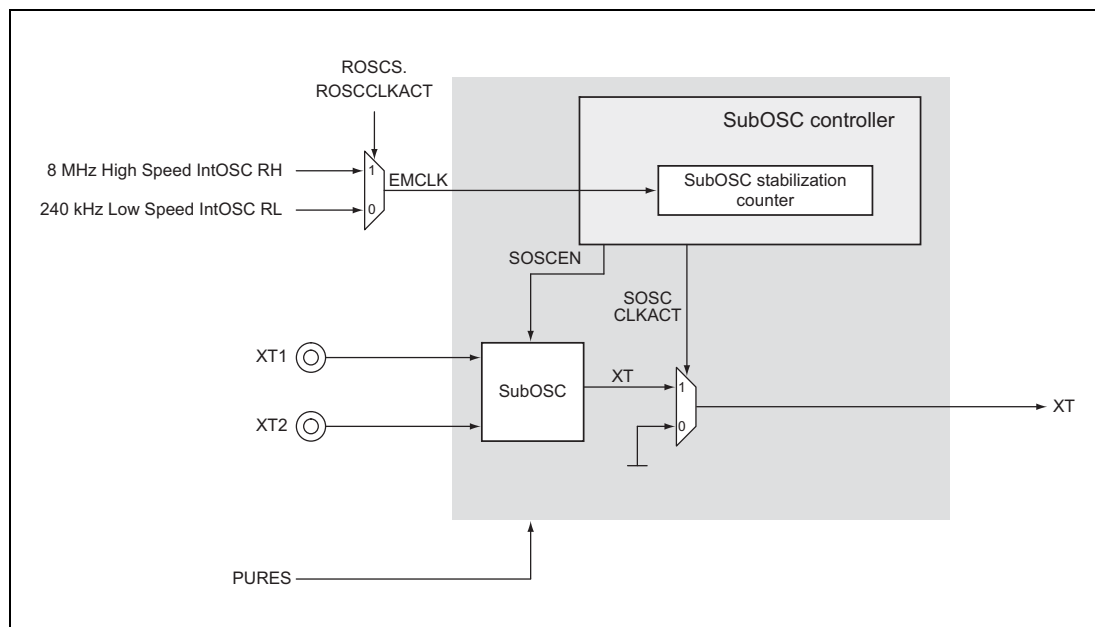 ROSCS.
ROSCCLKACT
SubOSC controller
8 MHz High Speed IntOSC RH
1
EMCLK
SubOSC stabilization
counter
240 kHz Low Speed IntOSC RL
0
SOSCEN
SOSC
CLKACT
XT1
XT
1
SubOSC
XT
XT2
0
PURES